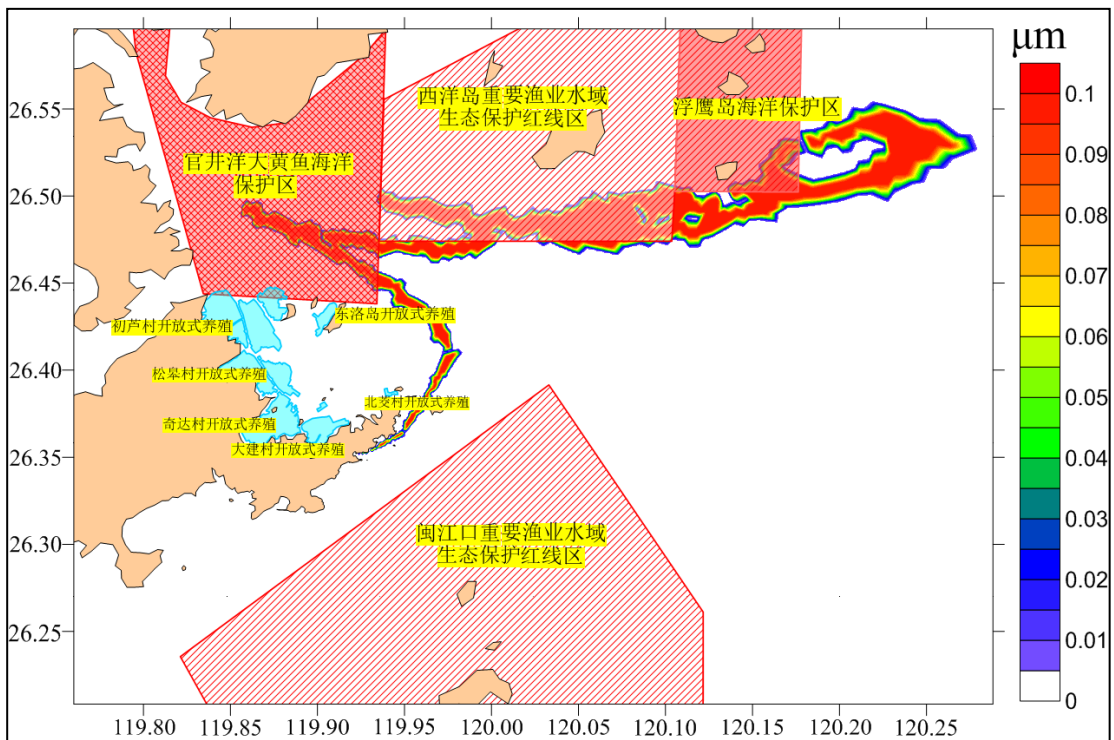 μm
西洋岛重要渔业水域
生态保护红线区
浮鹰岛海洋保护区
官井洋大黄鱼海洋
保护区
东洛岛开放式养殖
初芦村开放式养殖
松皋村开放式养殖
北茭村开放式养殖
奇达村开放式养殖
大建村开放式养殖
闽江口重要渔业水域
生态保护红线区
26.55
26.50
26.45
26.40
26.35
26.30
26.25
119.80 119.85 119.90 119.95 120.00 120.05 120.10 120.15 120.20 120.25
0.1
0.09
0.08
0.07
0.06
0.05
0.04
0.03
0.02
0.01
0